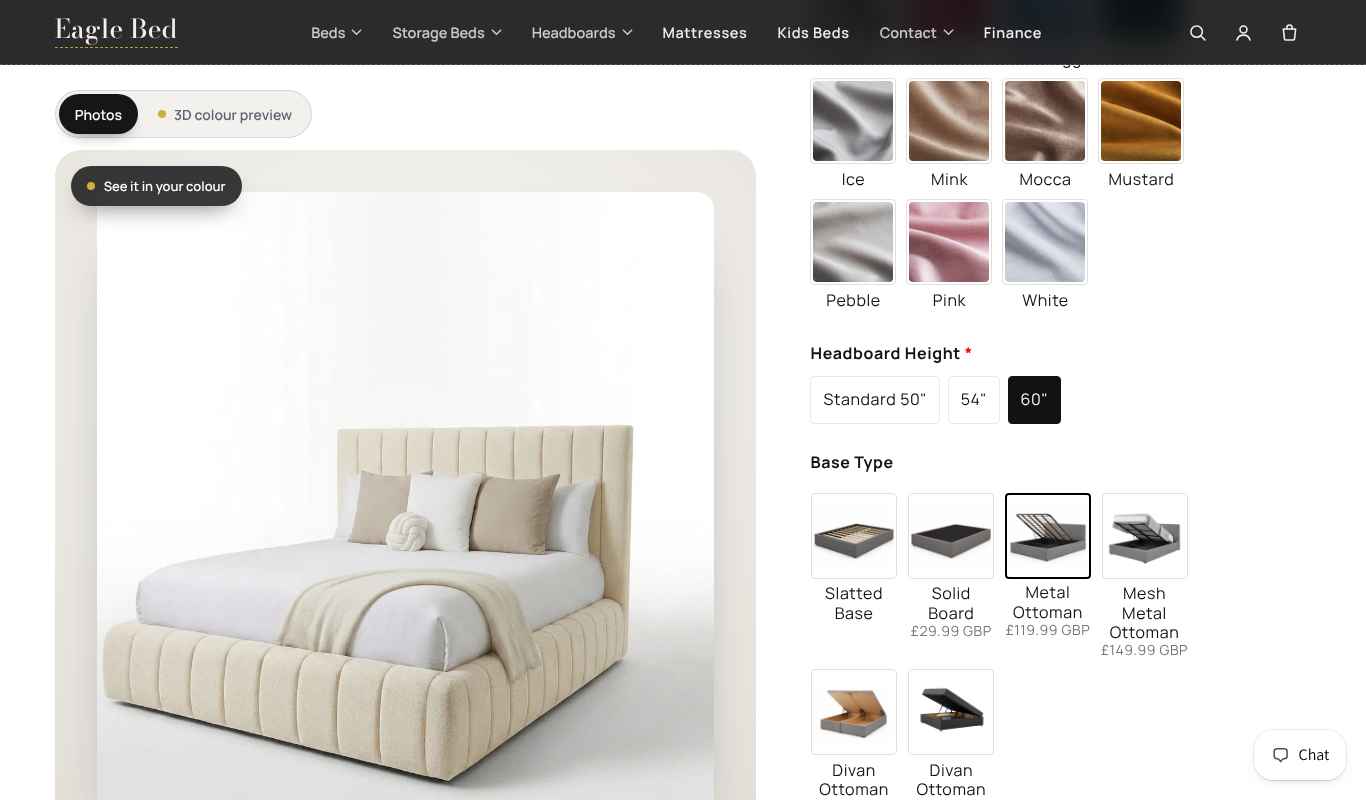 Eagle Bed
Beds
Storage Beds
Headboards
Mattresses
Kids Beds
Contact
Finance
Photos
3D colour preview
See it in your colour
Ice
Mink
Mocca
Mustard
Pebble
Pink
White
Headboard Height *
Standard 50"
54"
60"
Base Type
Slatted
Base
Solid
Board
£29.99 GBP
Metal
Ottoman
£119.99 GBP
Mesh
Metal
Ottoman
£149.99 GBP
Divan
Ottoman
Divan
Ottoman
Chat